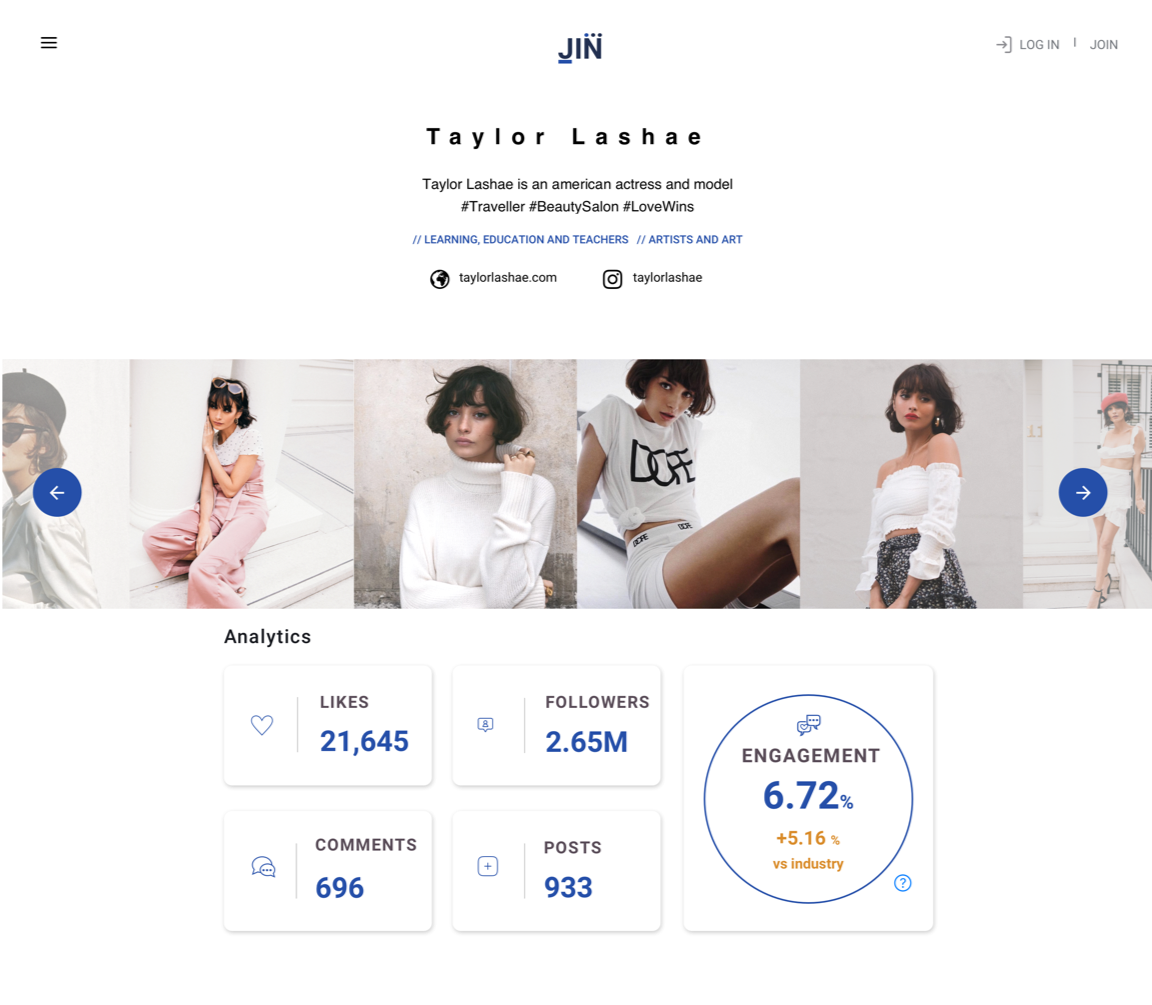 JIN
LOG IN | JOIN
Taylor Lashae
Taylor Lashae is an american actress and model
#Traveller #BeautySalon #LoveWins
// LEARNING, EDUCATION AND TEACHERS // ARTISTS AND ART
taylorlashae.com taylorlashae
DOPE
DOPE DOPE
Analytics
LIKES
21,645
FOLLOWERS
2.65M
COMMENTS
696
POSTS
933
ENGAGEMENT
6.72%
+5.16 %
vs industry
?